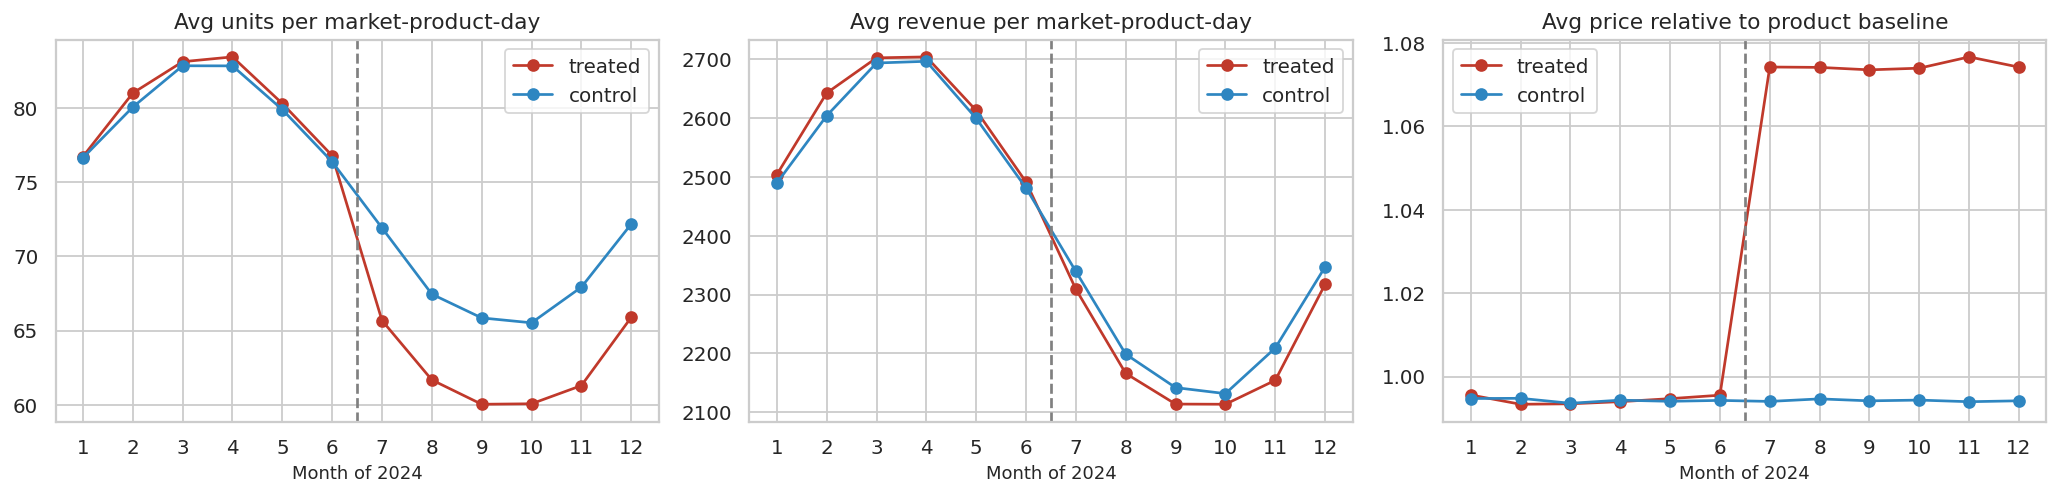 Avg units per market-product-day
treated
control
80
75
70
65
60
1 2 3 4 5 6 7 8 9 10 11 12
Month of 2024
Avg revenue per market-product-day
treated
control
2700
2600
2500
2400
2300
2200
2100
1 2 3 4 5 6 7 8 9 10 11 12
Month of 2024
Avg price relative to product baseline
treated
control
1.08
1.06
1.04
1.02
1.00
1 2 3 4 5 6 7 8 9 10 11 12
Month of 2024